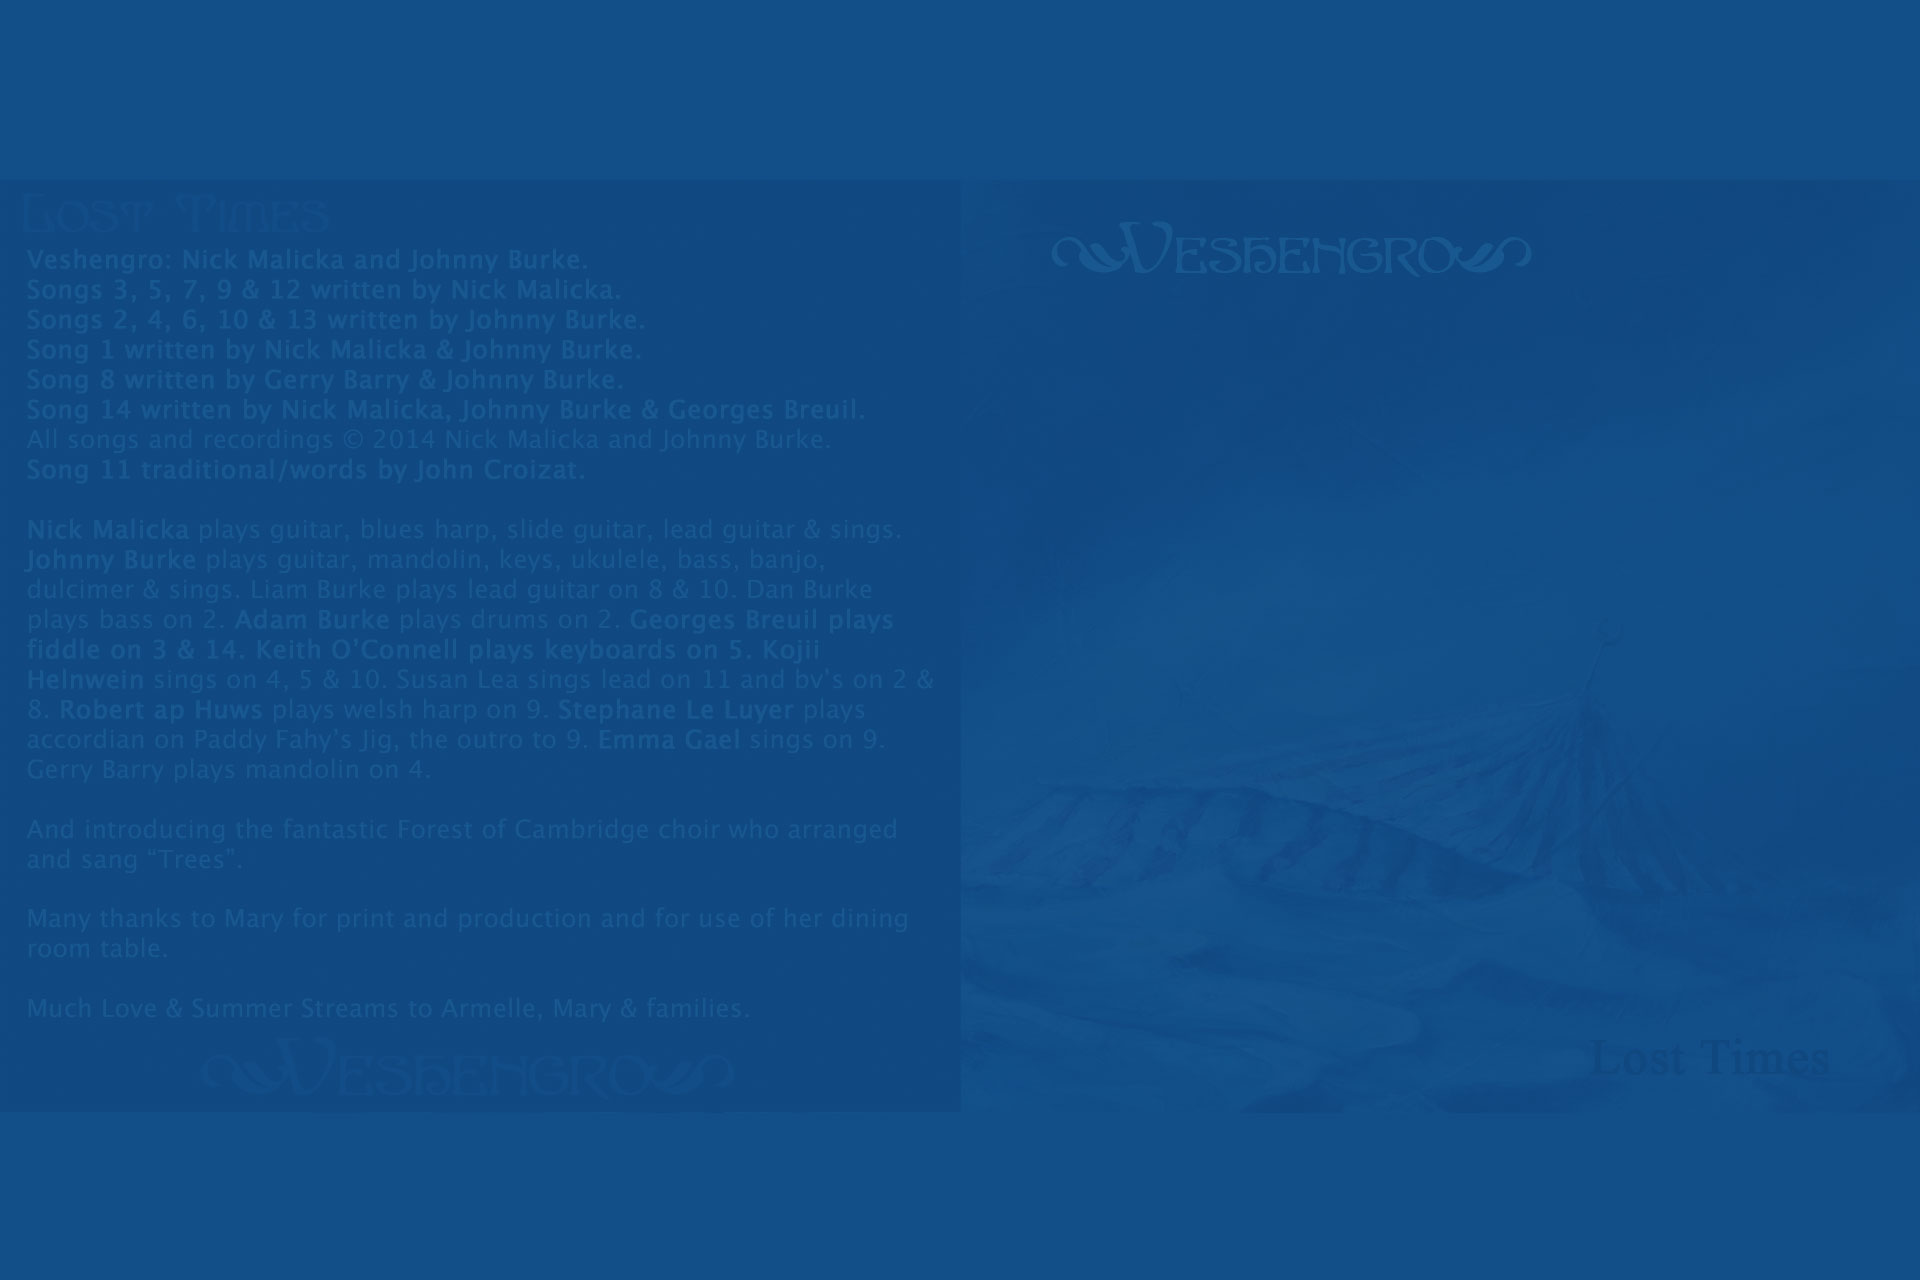 Lost Times
Veshengro: Nick Malicka and Johnny Burke.
Songs 3, 5, 7, 9 & 12 written by Nick Malicka.
Songs 2, 4, 6, 10 & 13 written by Johnny Burke.
Song 1 written by Nick Malicka & Johnny Burke.
Song 8 written by Gerry Barry & Johnny Burke.
Song 14 written by Nick Malicka, Johnny Burke & Georges Breuil.
All songs and recordings © 2014 Nick Malicka and Johnny Burke.
Song 11 traditional/words by John Croizat.
Nick Malicka plays guitar, blues harp, slide guitar, lead guitar & sings.
Johnny Burke plays guitar, mandolin, keys, ukulele, bass, banjo,
dulcimer & sings. Liam Burke plays lead guitar on 8 & 10. Dan Burke
plays bass on 2. Adam Burke plays drums on 2. Georges Breuil plays
fiddle on 3 & 14. Keith O’Connell plays keyboards on 5. Kojii
Helnwein sings on 4, 5 & 10. Susan Lea sings lead on 11 and bv’s on 2 &
8. Robert ap Huws plays welsh harp on 9. Stephane Le Luyer plays
accordian on Paddy Fahy’s Jig, the outro to 9. Emma Gael sings on 9.
Gerry Barry plays mandolin on 4.
And introducing the fantastic Forest of Cambridge choir who arranged
and sang “Trees”.
Many thanks to Mary for print and production and for use of her dining
room table.
Much Love & Summer Streams to Armelle, Mary & families.
Veshengro
Veshengro
Lost Times